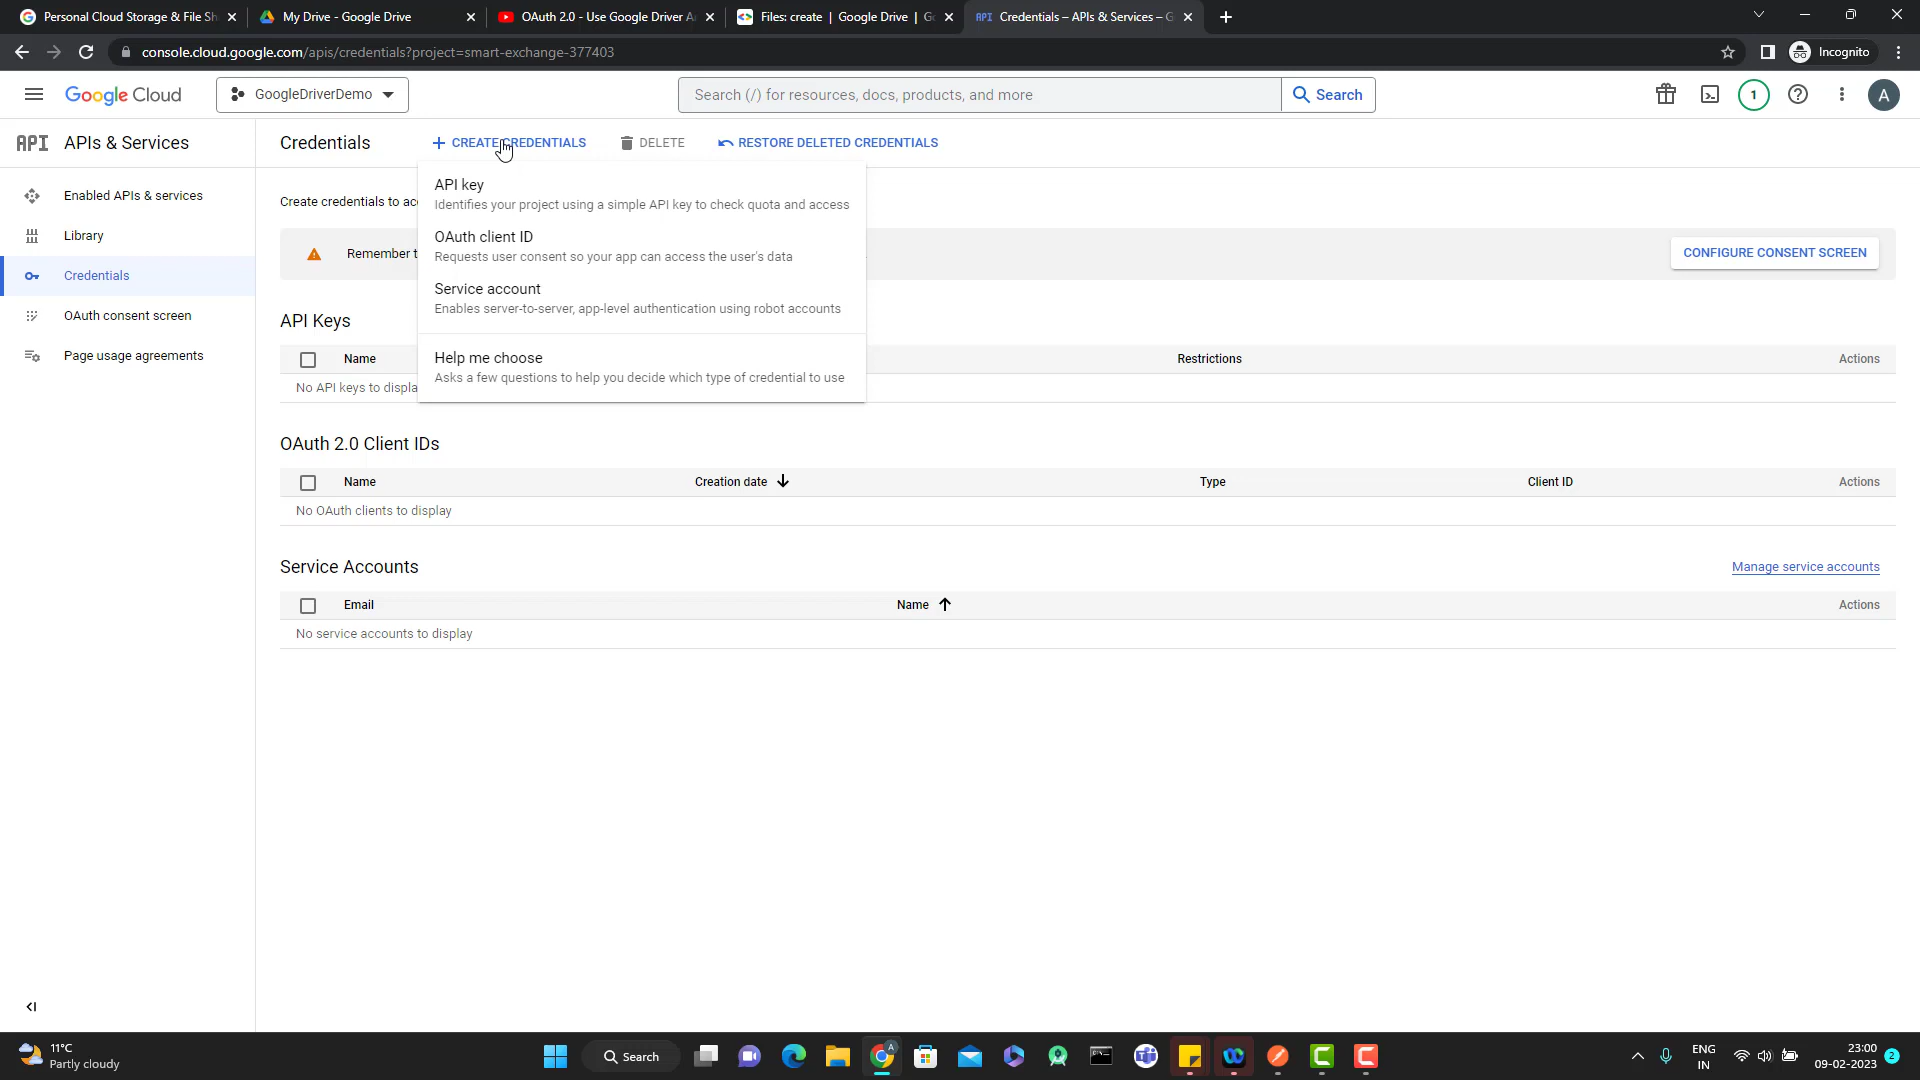 Personal Cloud Storage & File Sh
My Drive - Google Drive
OAuth 2.0 - Use Google Driver A
Files: create | Google Drive | Go
Credentials – APIs & Services – G
console.cloud.google.com/apis/credentials?project=smart-exchange-377403
Incognito
Google Cloud
GoogleDriverDemo
Search (/) for resources, docs, products, and more
Search
1
A
API APIs & Services
Credentials
CREATE CREDENTIALS
DELETE
RESTORE DELETED CREDENTIALS
Enabled APIs & services
Library
Credentials
OAuth consent screen
Page usage agreements
Create credentials to ac
API key
Identifies your project using a simple API key to check quota and access
OAuth client ID
Requests user consent so your app can access the user's data
Service account
Enables server-to-server, app-level authentication using robot accounts
Help me choose
Asks a few questions to help you decide which type of credential to use
Remember t
CONFIGURE CONSENT SCREEN
API Keys
Name
Restrictions
Actions
No API keys to displa
OAuth 2.0 Client IDs
Name
Creation date
Type
Client ID
Actions
No OAuth clients to display
Service Accounts
Manage service accounts
Email
Name
Actions
No service accounts to display
11°C
Partly cloudy
Search
ENG
IN
23:00
09-02-2023
2